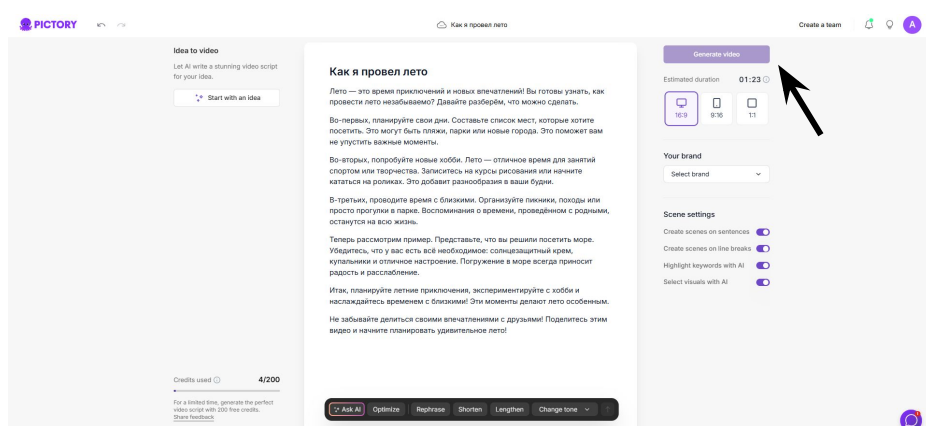 PICTORY
Как я провел лето
Create a team
A
Idea to video
Let AI write a stunning video script
for your idea.
Start with an idea
Credits used
4/200
For a limited time, generate the perfect
video script with 200 free credits.
Share feedback
Как я провел лето
Лето — это время приключений и новых впечатлений! Вы готовы узнать, как
провести лето незабываемо? Давайте разберём, что можно сделать.
Во-первых, планируйте свои дни. Составьте список мест, которые хотите
посетить. Это могут быть пляжи, парки или новые города. Это поможет вам
не упустить важные моменты.
Во-вторых, попробуйте новые хобби. Лето — отличное время для занятий
спортом или творчества. Запишитесь на курсы рисования или начните
кататься на роликах. Это добавит разнообразия в ваши будни.
В-третьих, проводите время с близкими. Организуйте пикники, походы или
просто прогулки в парке. Воспоминания о времени, проведённом с родными,
останутся на всю жизнь.
Теперь рассмотрим пример. Представьте, что вы решили посетить море.
Убедитесь, что у вас есть всё необходимое: солнцезащитный крем,
купальники и отличное настроение. Погружение в море всегда приносит
радость и расслабление.
Итак, планируйте летние приключения, экспериментируйте с хобби и
наслаждайтесь временем с близкими! Эти моменты делают лето особенным.
Не забывайте делиться своими впечатлениями с друзьями! Поделитесь этим
видео и начните планировать удивительное лето!
Ask AI Optimize Rephrase Shorten Lengthen Change tone
Generate video
Estimated duration 01:23
16:9 9:16 1:1
Your brand
Select brand
Scene settings
Create scenes on sentences
Create scenes on line breaks
Highlight keywords with AI
Select visuals with AI